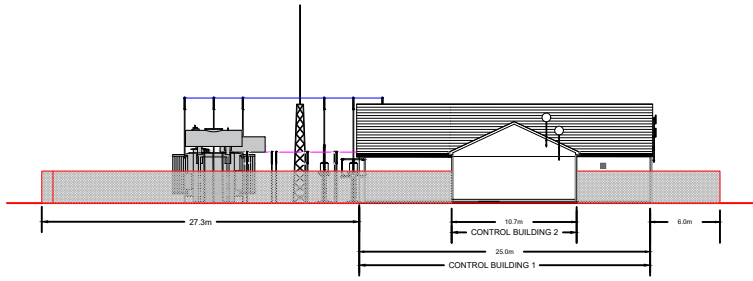 27.3m
10.7m
6.0m
CONTROL BUILDING 2
25.0m
CONTROL BUILDING 1